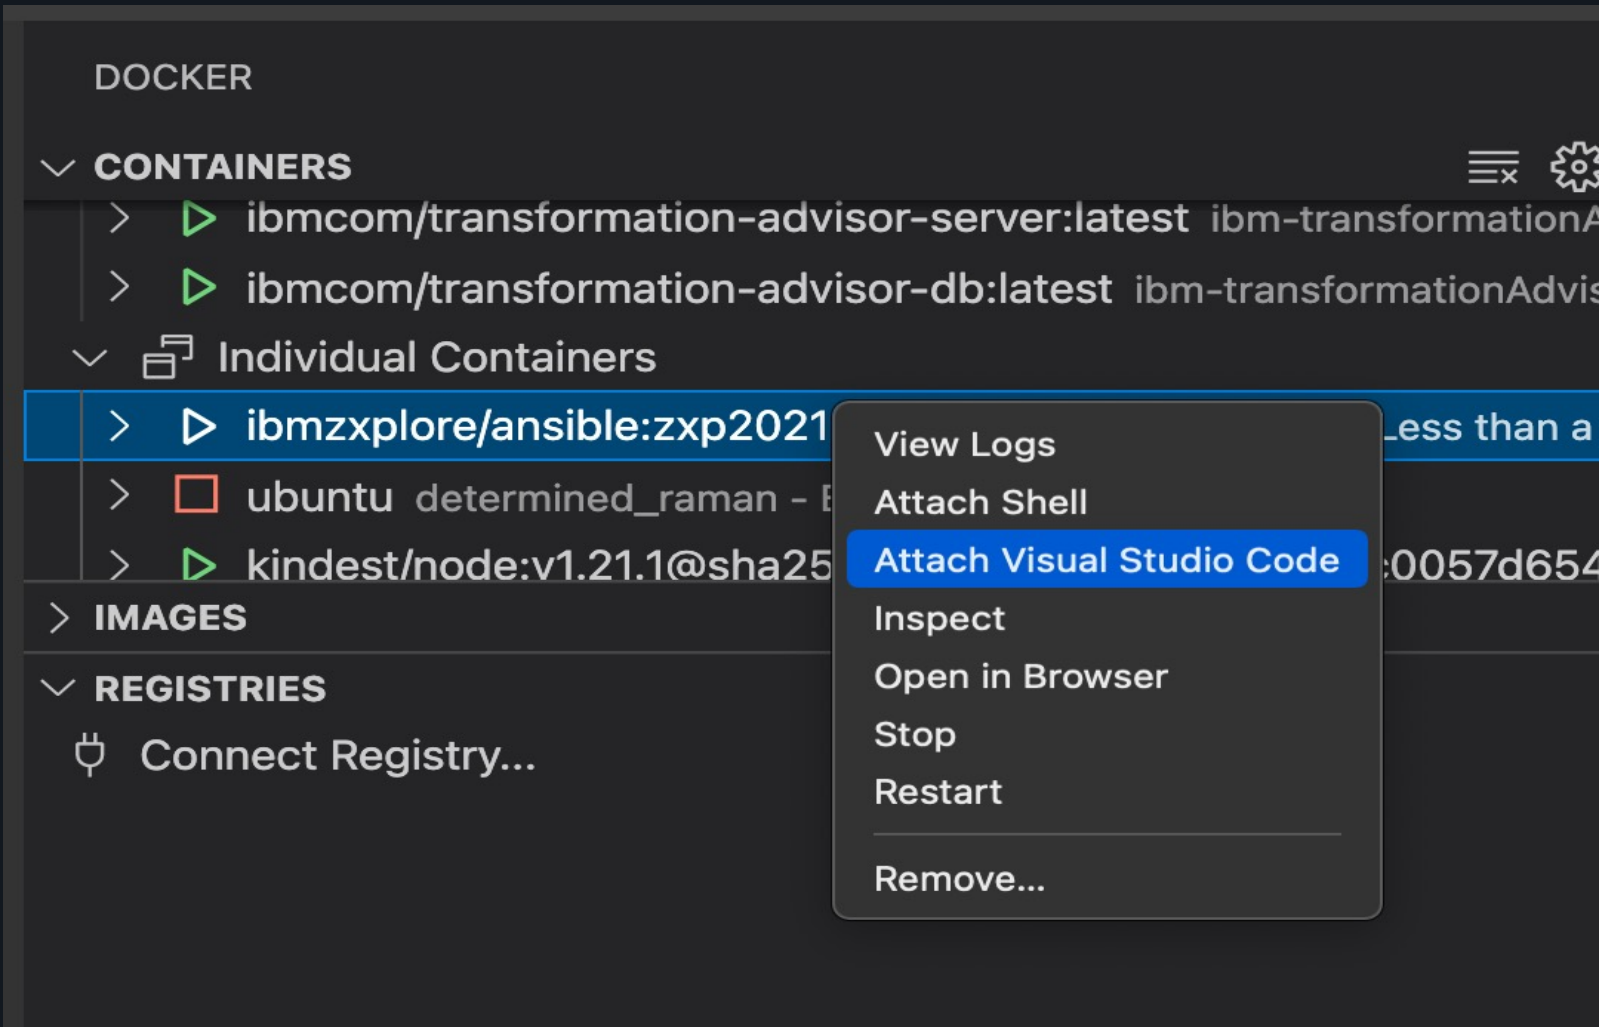 DOCKER
CONTAINERS
ibmcom/transformation-advisor-server:latest ibm-transformationA
ibmcom/transformation-advisor-db:latest ibm-transformationAdvis
Individual Containers
ibmzxplore/ansible:zxp2021 Less than a
ubuntu determined_raman -
kindest/node:v1.21.1@sha25 c0057d654
View Logs
Attach Shell
Attach Visual Studio Code
Inspect
Open in Browser
Stop
Restart
Remove...
IMAGES
REGISTRIES
Connect Registry...